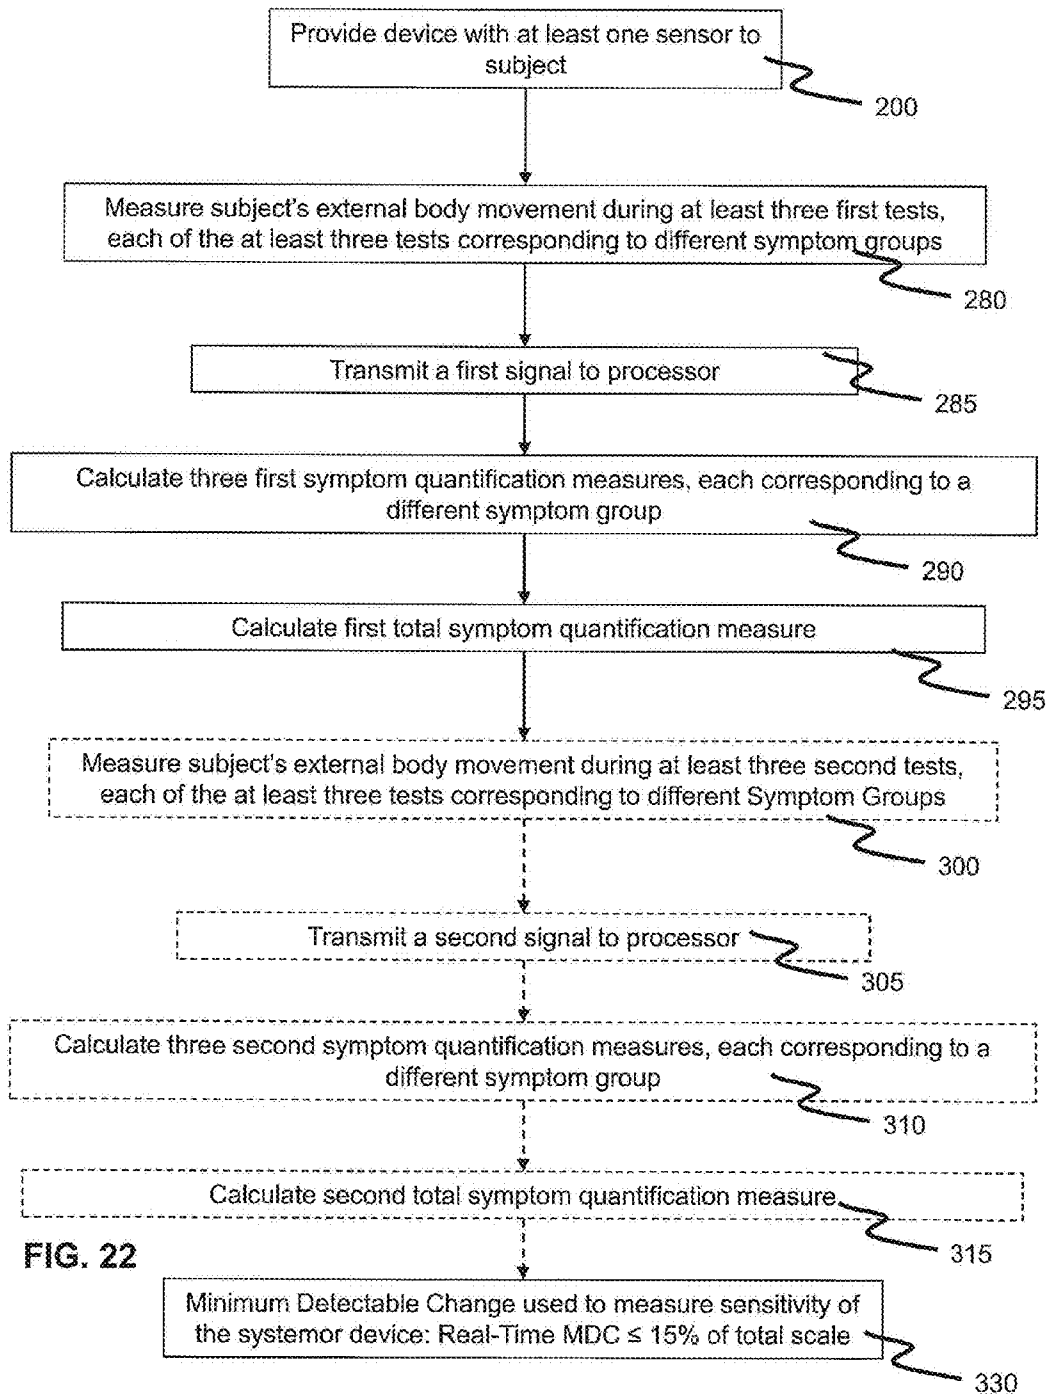 Provide device with at least one sensor to
subject
200
Measure subject's external body movement during at least three first tests,
each of the at least three tests corresponding to different symptom groups
280
Transmit a first signal to processor
285
Calculate three first symptom quantification measures, each corresponding to a
different symptom group
290
Calculate first total symptom quantification measure
295
Measure subject's external body movement during at least three second tests,
each of the at least three tests corresponding to different Symptom Groups
300
Transmit a second signal to processor
305
Calculate three second symptom quantification measures, each corresponding to a
different symptom group
310
Calculate second total symptom quantification measure
315
FIG. 22
Minimum Detectable Change used to measure sensitivity of
the systemor device: Real-Time MDC ≤ 15% of total scale
330